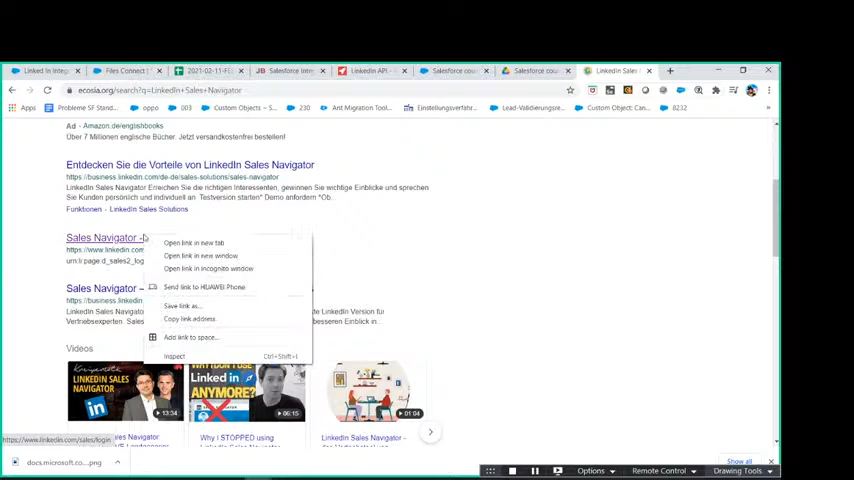 Linked In Integ
Files Connect |
2021-02-11-FL
Salesforce Inte
LinkedIn API -
Salesforce cou
Salesforce cou
LinkedIn Sales
ecosia.org/search?q=LinkedIn+Sales+Navigator
Apps
Probleme SF Stand...
oppo
003
Custom Objects – S...
230
Ant Migration Tool...
Einstellungsverfahr...
Lead-Validierungsre...
Custom Object: Can...
8232
Ad - Amazon.de/englishbooks
Über 7 Millionen englische Bücher. Jetzt versandkostenfrei bestellen!
Entdecken Sie die Vorteile von LinkedIn Sales Navigator
https://business.linkedin.com/de-de/sales-solutions/sales-navigator
LinkedIn Sales Navigator Erreichen Sie die richtigen Interessenten, gewinnen Sie wichtige Einblicke und sprechen
Sie Kunden persönlich und individuell an Testversion starten* Demo anfordern* *Ob...
Funktionen - LinkedIn Sales Solutions
Sales Navigator -
https://www.linkedin.com
urn:li:page:d_sales2_log
Open link in new tab
Open link in new window
Open link in incognito window
Send link to HUAWEI Phone
Save link as...
Copy link address
Add link to space...
Inspect Ctrl+Shift+I
Sales Navigator –
https://business.linkedin
Vertriebsexperten.
te LinkedIn Version für
besseren Einblick in...
Videos
LINKEDIN SALES
NAVIGATOR
13:34
WHY I DON'T USE
Linked in
ANYMORE?
06:15
01:04
https://www.linkedin.com/sales/login
Sales Navigator
Why I STOPPED using
LinkedIn Sales Navigator -
docs.microsoft.co....png
Show all
Options
Remote Control
Drawing Tools